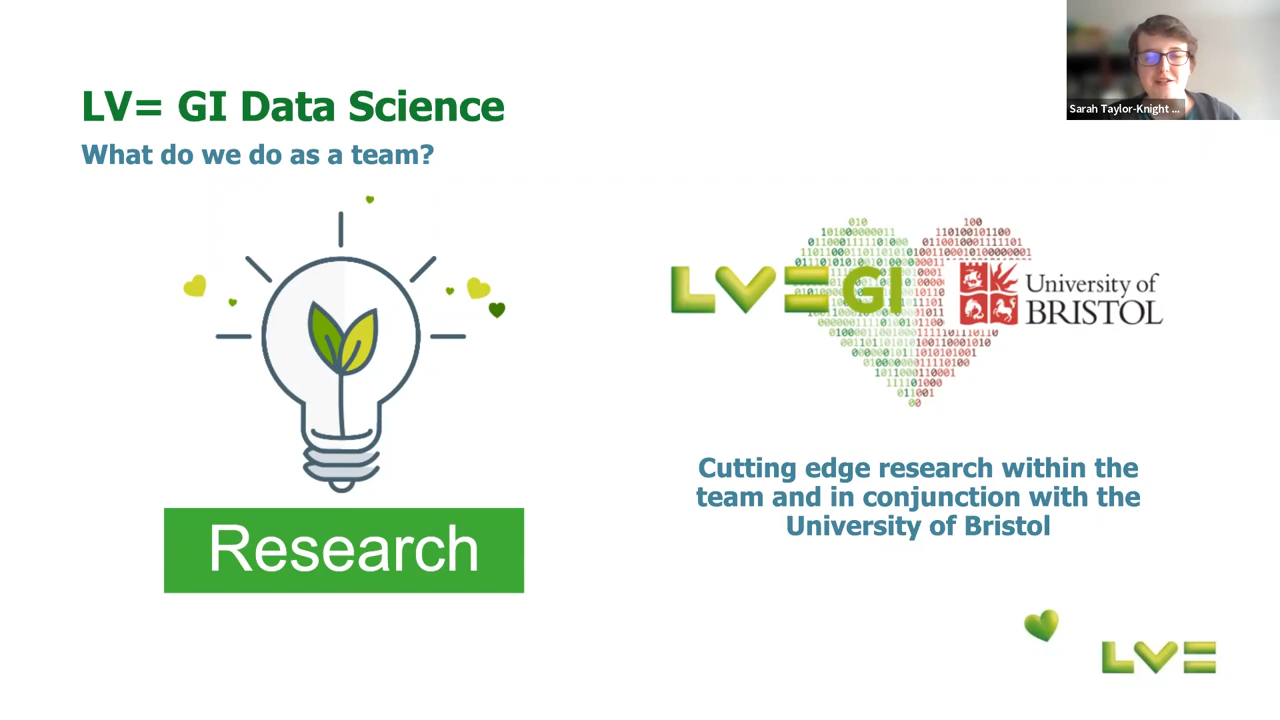 LV= GI Data Science
What do we do as a team?
Sarah Taylor-Knight ...
LV= GI
University of
BRISTOL
Cutting edge research within the
team and in conjunction with the
University of Bristol
Research
LV=